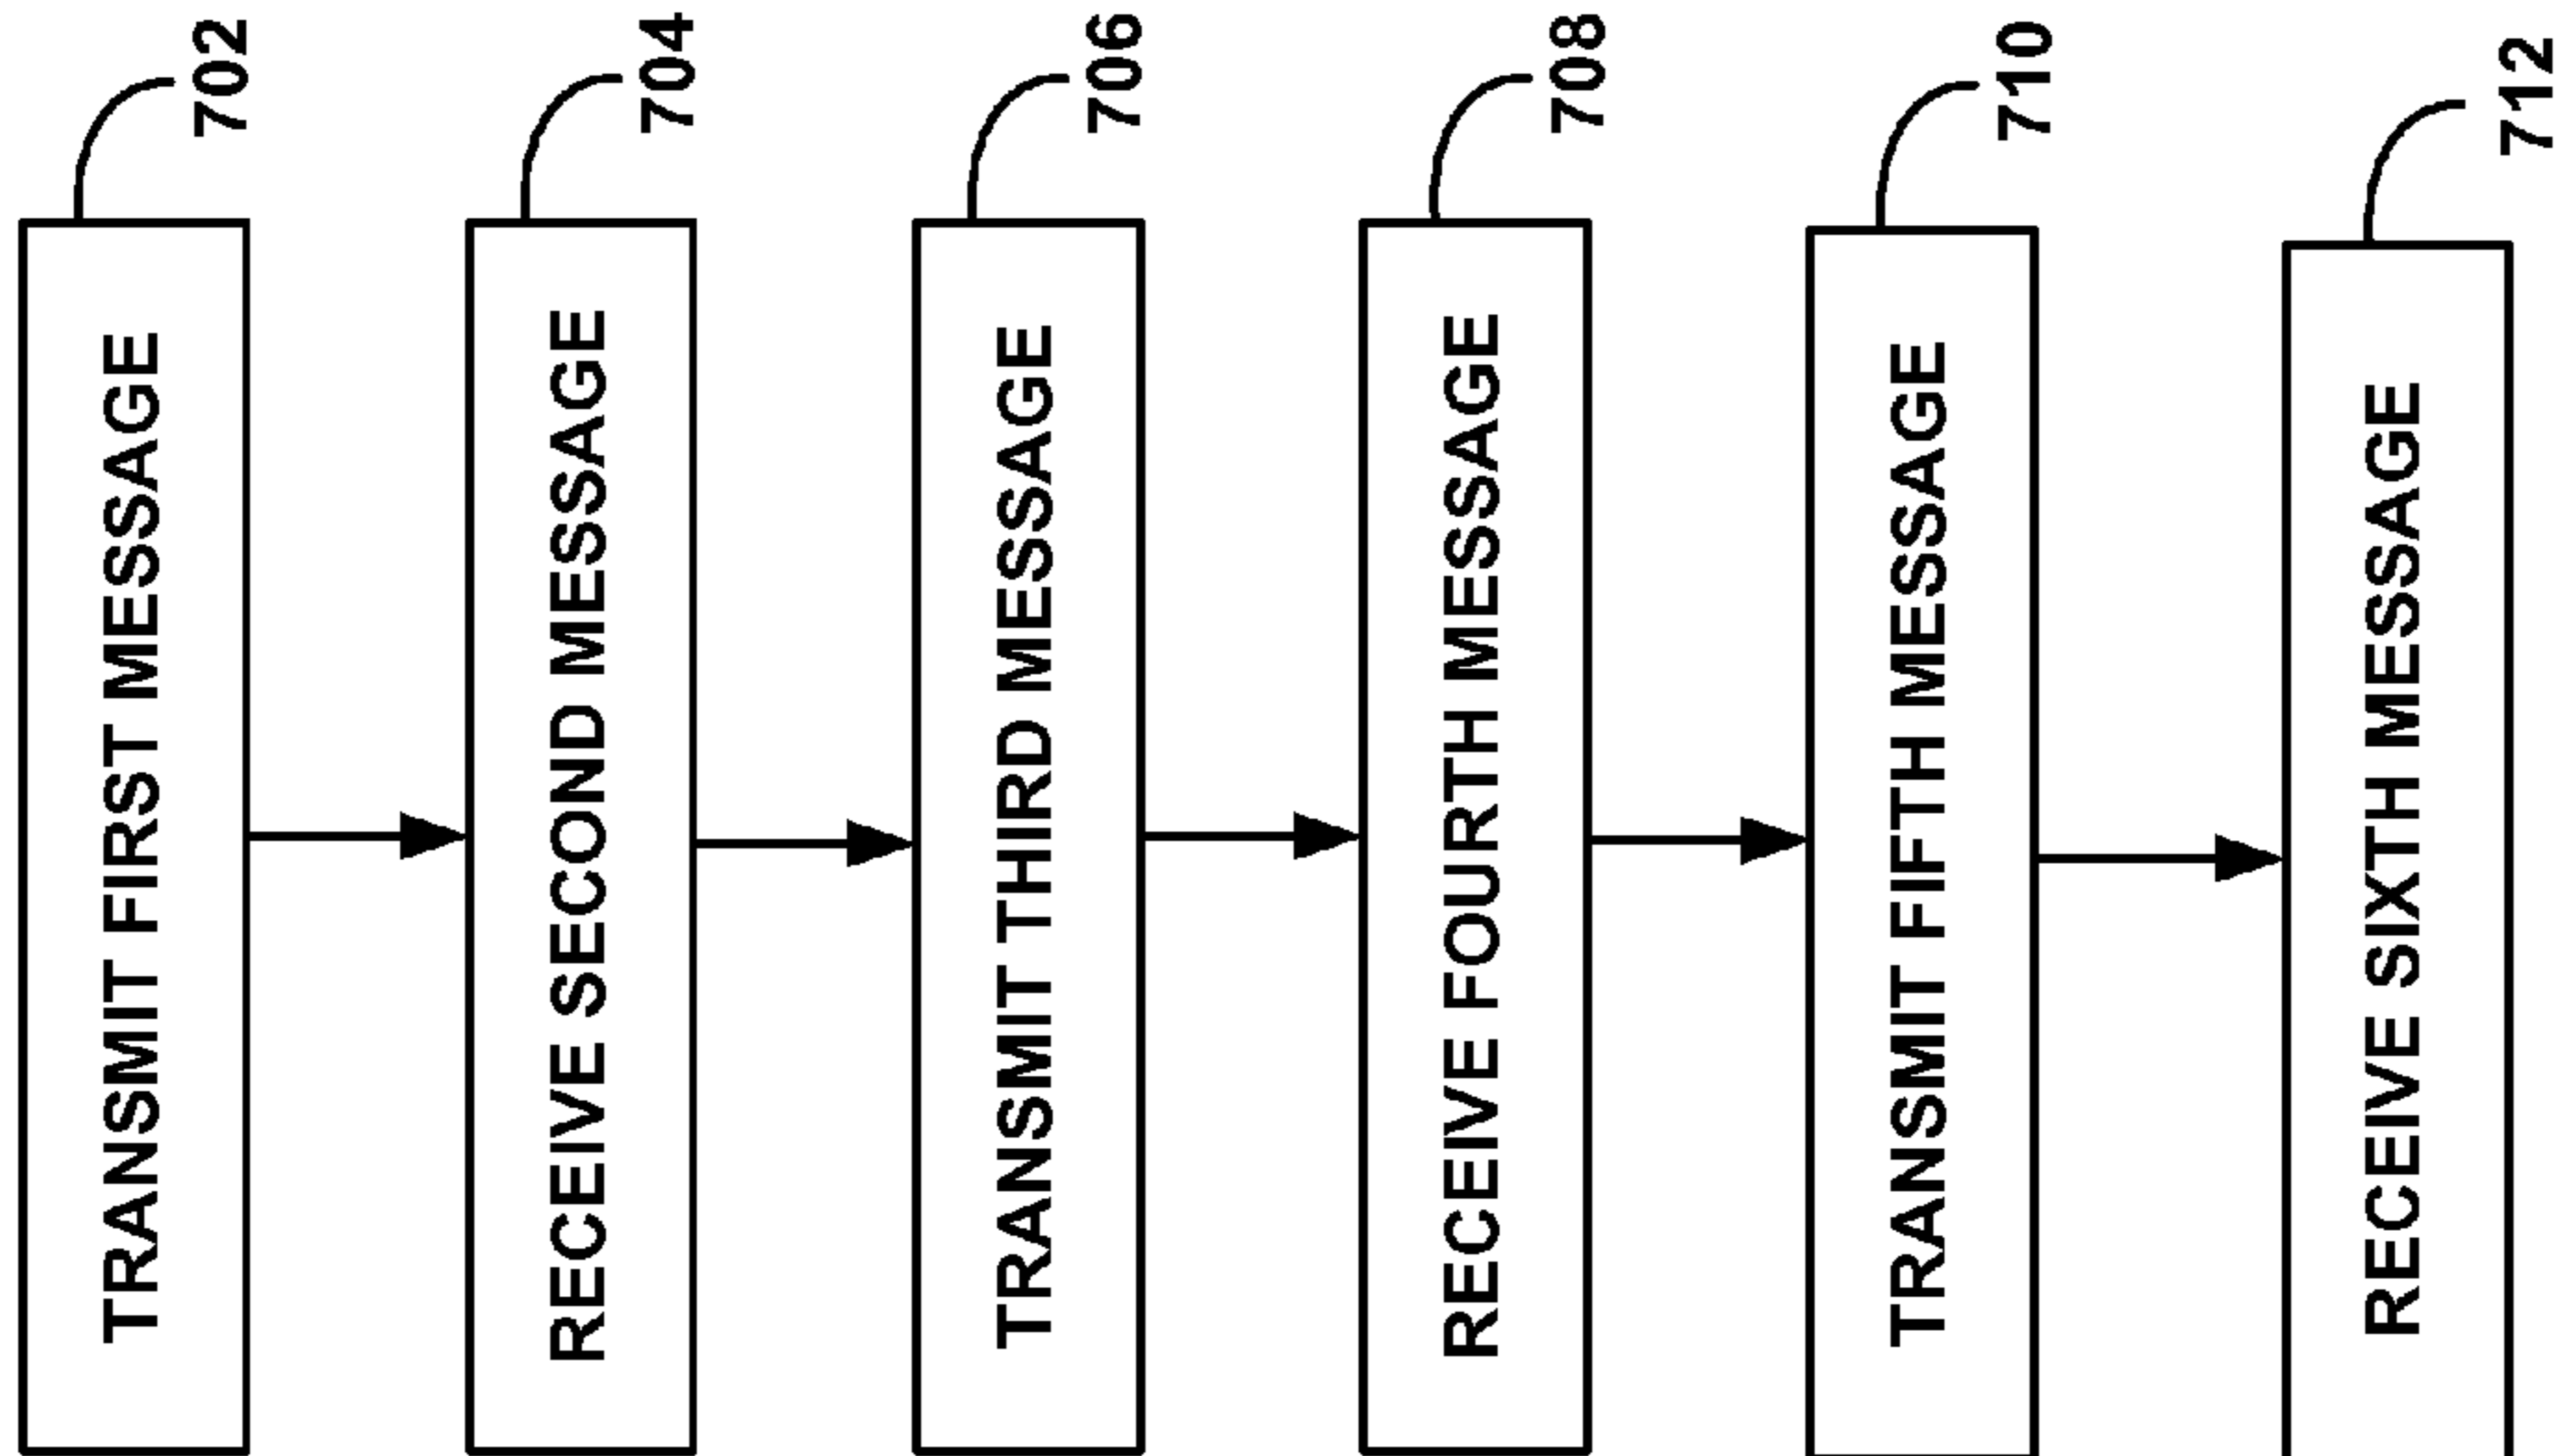 TRANSMIT FIRST MESSAGE
702
RECEIVE SECOND MESSAGE
704
TRANSMIT THIRD MESSAGE
706
RECEIVE FOURTH MESSAGE
708
TRANSMIT FIFTH MESSAGE
710
RECEIVE SIXTH MESSAGE
712